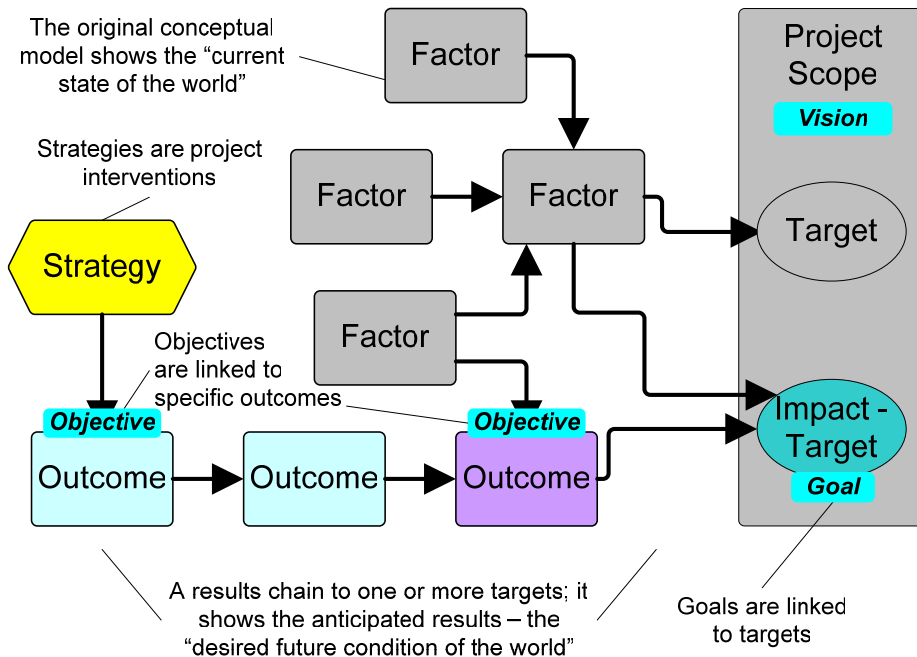 The original conceptual
model shows the “current
state of the world”
Factor
Project
Scope
Vision
Strategies are project
interventions
Factor
Factor
Target
Strategy
Factor
Objectives
are linked to
specific outcomes
Objective
Objective
Impact -
Target
Goal
Outcome
Outcome
Outcome
A results chain to one or more targets; it
shows the anticipated results – the
“desired future condition of the world”
Goals are linked
to targets